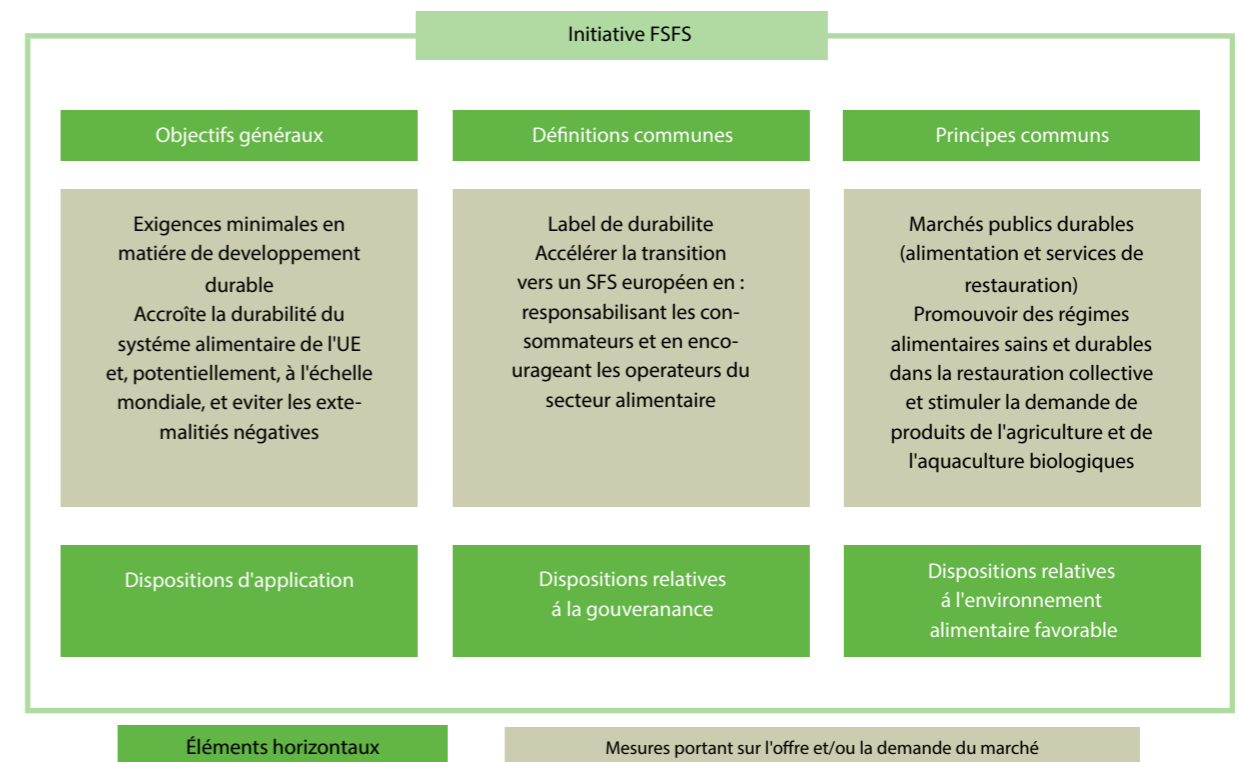 Initiative FSFS
Objectifs généraux
Définitions communes
Principes communs
Exigences minimales en
matiére de developpement
durable
Accroîte la durabilité du
systéme alimentaire de l'UE
et, potentiellement, à l'échelle
mondiale, et eviter les exte-
malitiés négatives
Label de durabilite
Accélérer la transition
vers un SFS européen en :
responsabilisant les con-
sommateurs et en enco-
urageant les operateurs du
secteur alimentaire
Marchés publics durables
(alimentation et services de
restauration)
Promouvoir des régimes
alimentaires sains et durables
dans la restauration collective
et stimuler la demande de
produits de l'agriculture et de
l'aquaculture biologiques
Dispositions d'application
Dispositions relatives
á la gouveranance
Dispositions relatives
á l'environnement
alimentaire favorable
Éléments horizontaux
Mesures portant sur l'offre et/ou la demande du marché